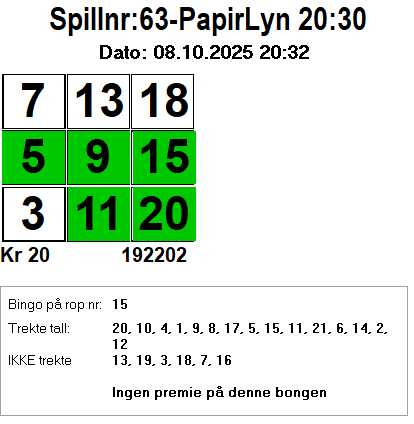 Spillnr:63-PapirLyn 20:30
Dato: 08.10.2025 20:32
7 13 18
5 9 15
3 11 20
Kr 20 192202
Bingo på rop nr: 15
Trekte tall: 20, 10, 4, 1, 9, 8, 17, 5, 15, 11, 21, 6, 14, 2,
12
IKKE trekte 13, 19, 3, 18, 7, 16
Ingen premie på denne bongen